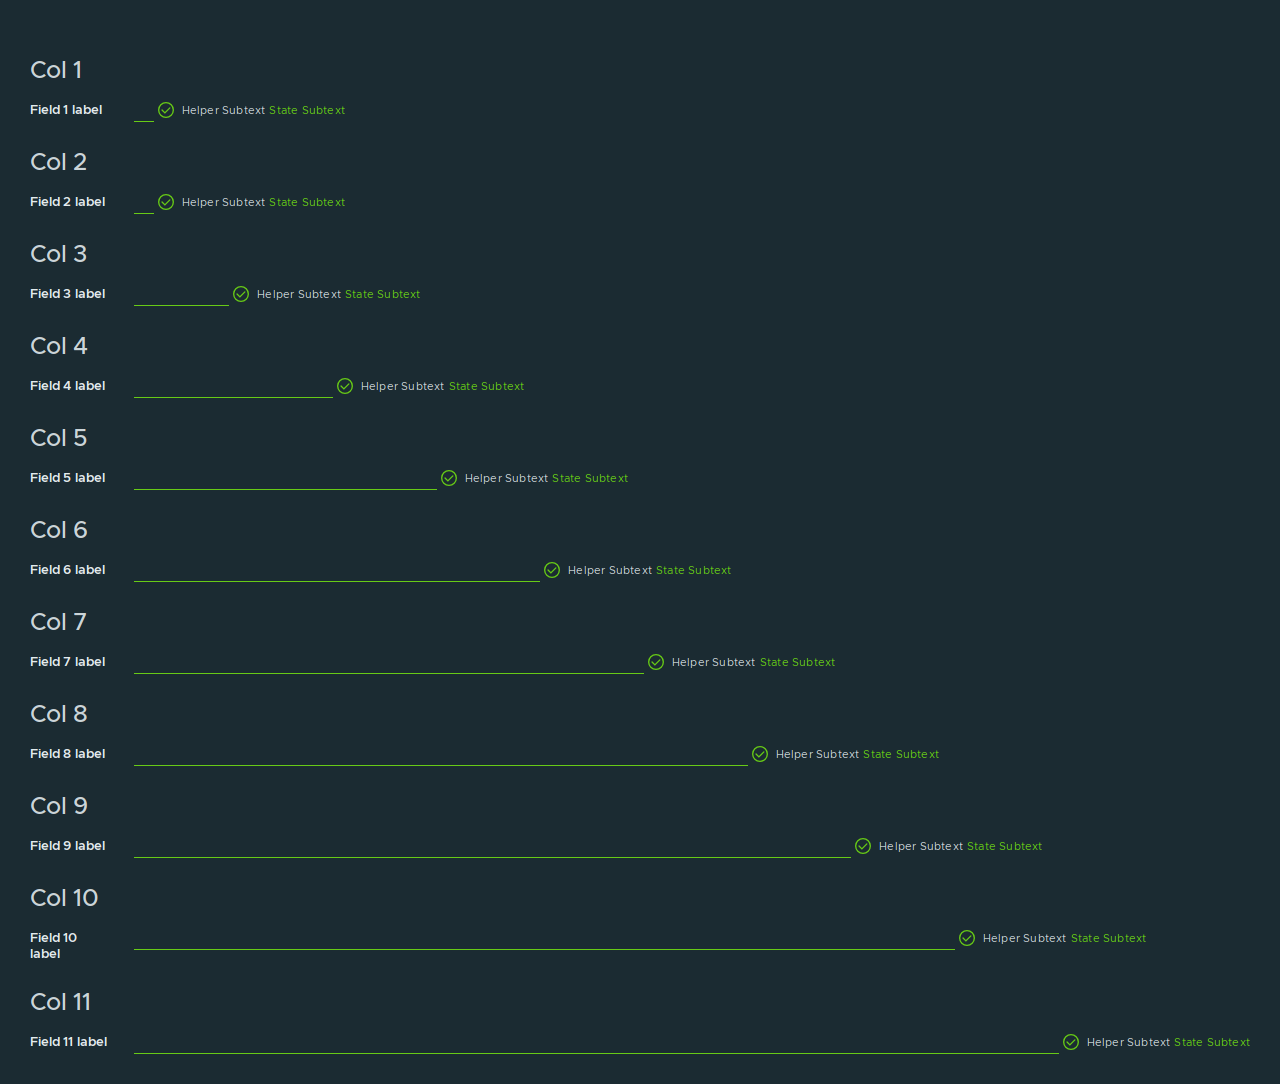 Col 1
Field 1 label Helper Subtext State Subtext
Col 2
Field 2 label Helper Subtext State Subtext
Col 3
Field 3 label Helper Subtext State Subtext
Col 4
Field 4 label Helper Subtext State Subtext
Col 5
Field 5 label Helper Subtext State Subtext
Col 6
Field 6 label Helper Subtext State Subtext
Col 7
Field 7 label Helper Subtext State Subtext
Col 8
Field 8 label Helper Subtext State Subtext
Col 9
Field 9 label Helper Subtext State Subtext
Col 10
Field 10 Helper Subtext State Subtext
label
Col 11
Field 11 label Helper Subtext State Subtext